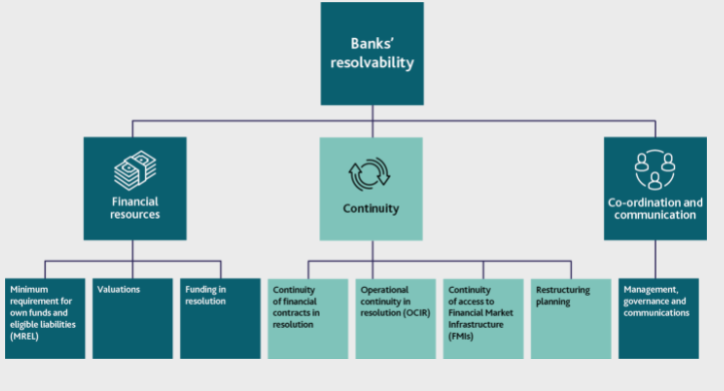 Banks'
resolvability
Financial
resources
Continuity
Co-ordination and
communication
Minimum
requirement for
own funds and
eligible liabilities
(MREL)
Valuations
Funding in
resolution
Continuity
of financial
contracts in
resolution
Operational
continuity in
resolution (OCIR)
Continuity
of access to
Financial Market
Infrastructure
(FMIs)
Restructuring
planning
Management,
governance and
communications